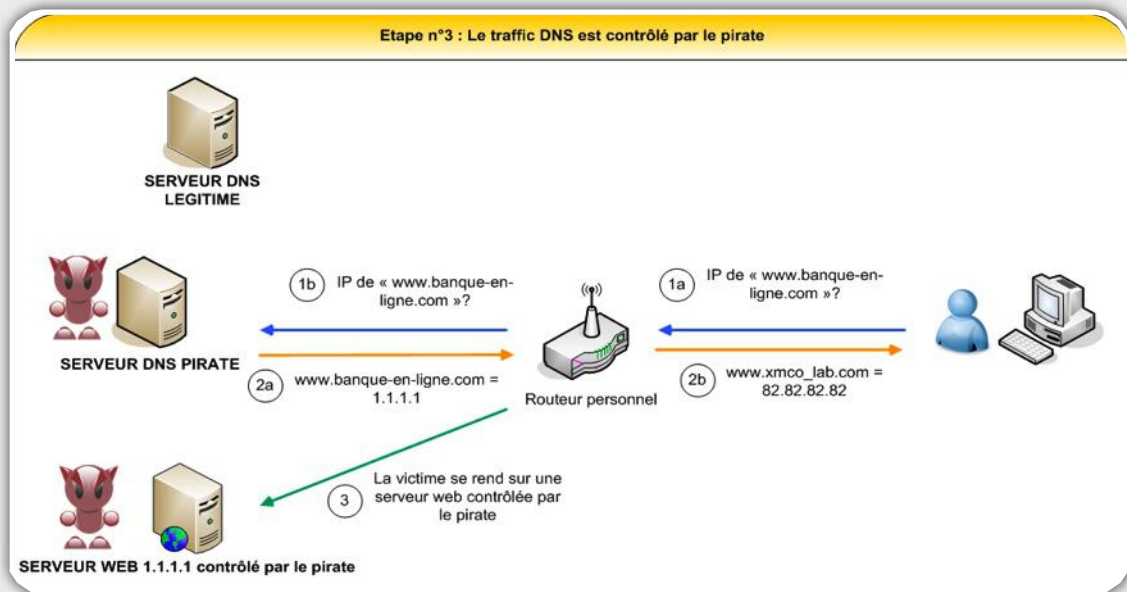 Etape n°3 : Le traffic DNS est contrôlé par le pirate
SERVEUR DNS
LEGITIME
1b
IP de « www.banque-en-
ligne.com »?
1a
IP de « www.banque-en-
ligne.com »?
SERVEUR DNS PIRATE
2a
www.banque-en-ligne.com =
1.1.1.1
Routeur personnel
2b
www.xmco_lab.com =
82.82.82.82
3
La victime se rend sur une
serveur web contrôlée par
le pirate
SERVEUR WEB 1.1.1.1 contrôlé par le pirate